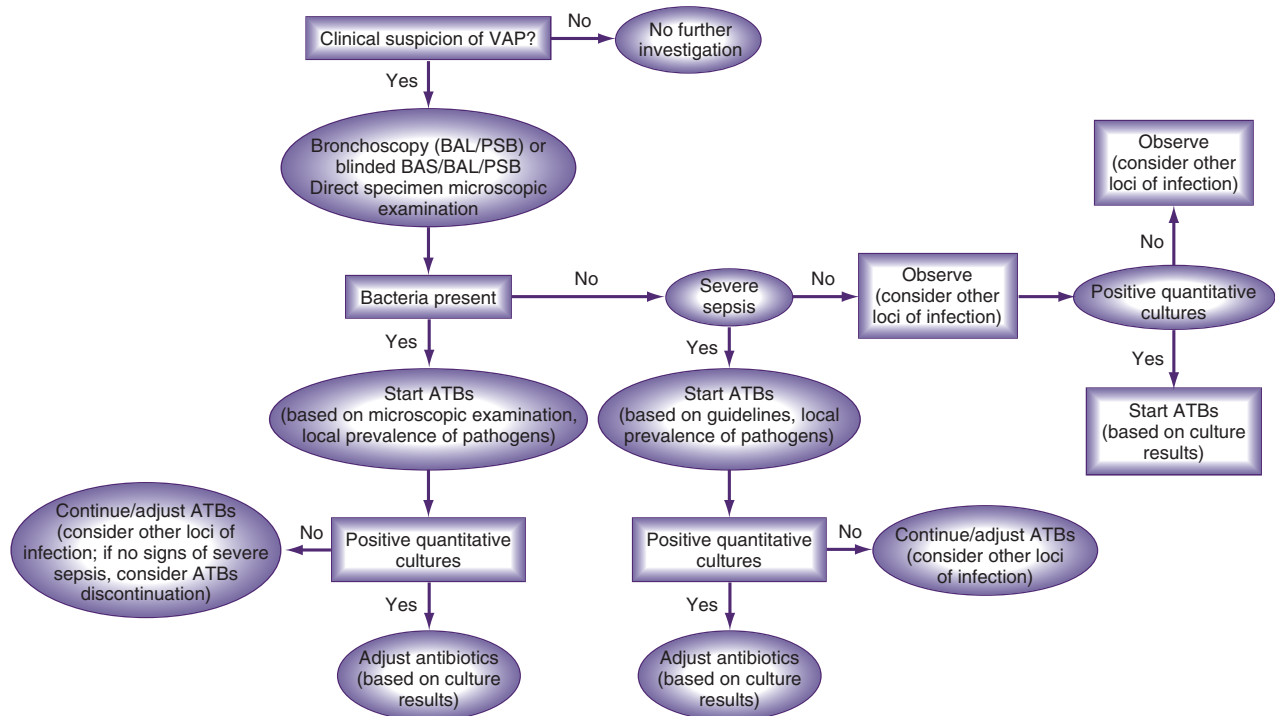 Clinical suspicion of VAP?
No
No further
investigation
Yes
Bronchoscopy (BAL/PSB) or
blinded BAS/BAL/PSB
Direct specimen microscopic
examination
Bacteria present
No
Severe
sepsis
No
Observe
(consider other
loci of infection)
Positive quantitative
cultures
No
Observe
(consider other
loci of infection)
Yes
Start ATBs
(based on culture
results)
Yes
Start ATBs
(based on microscopic examination,
local prevalence of pathogens)
Yes
Start ATBs
(based on guidelines, local
prevalence of pathogens)
Positive quantitative
cultures
No
Continue/adjust ATBs
(consider other loci of
infection; if no signs of severe
sepsis, consider ATBs
discontinuation)
Yes
Adjust antibiotics
(based on culture
results)
Positive quantitative
cultures
No
Continue/adjust ATBs
(consider other loci
of infection)
Yes
Adjust antibiotics
(based on culture
results)